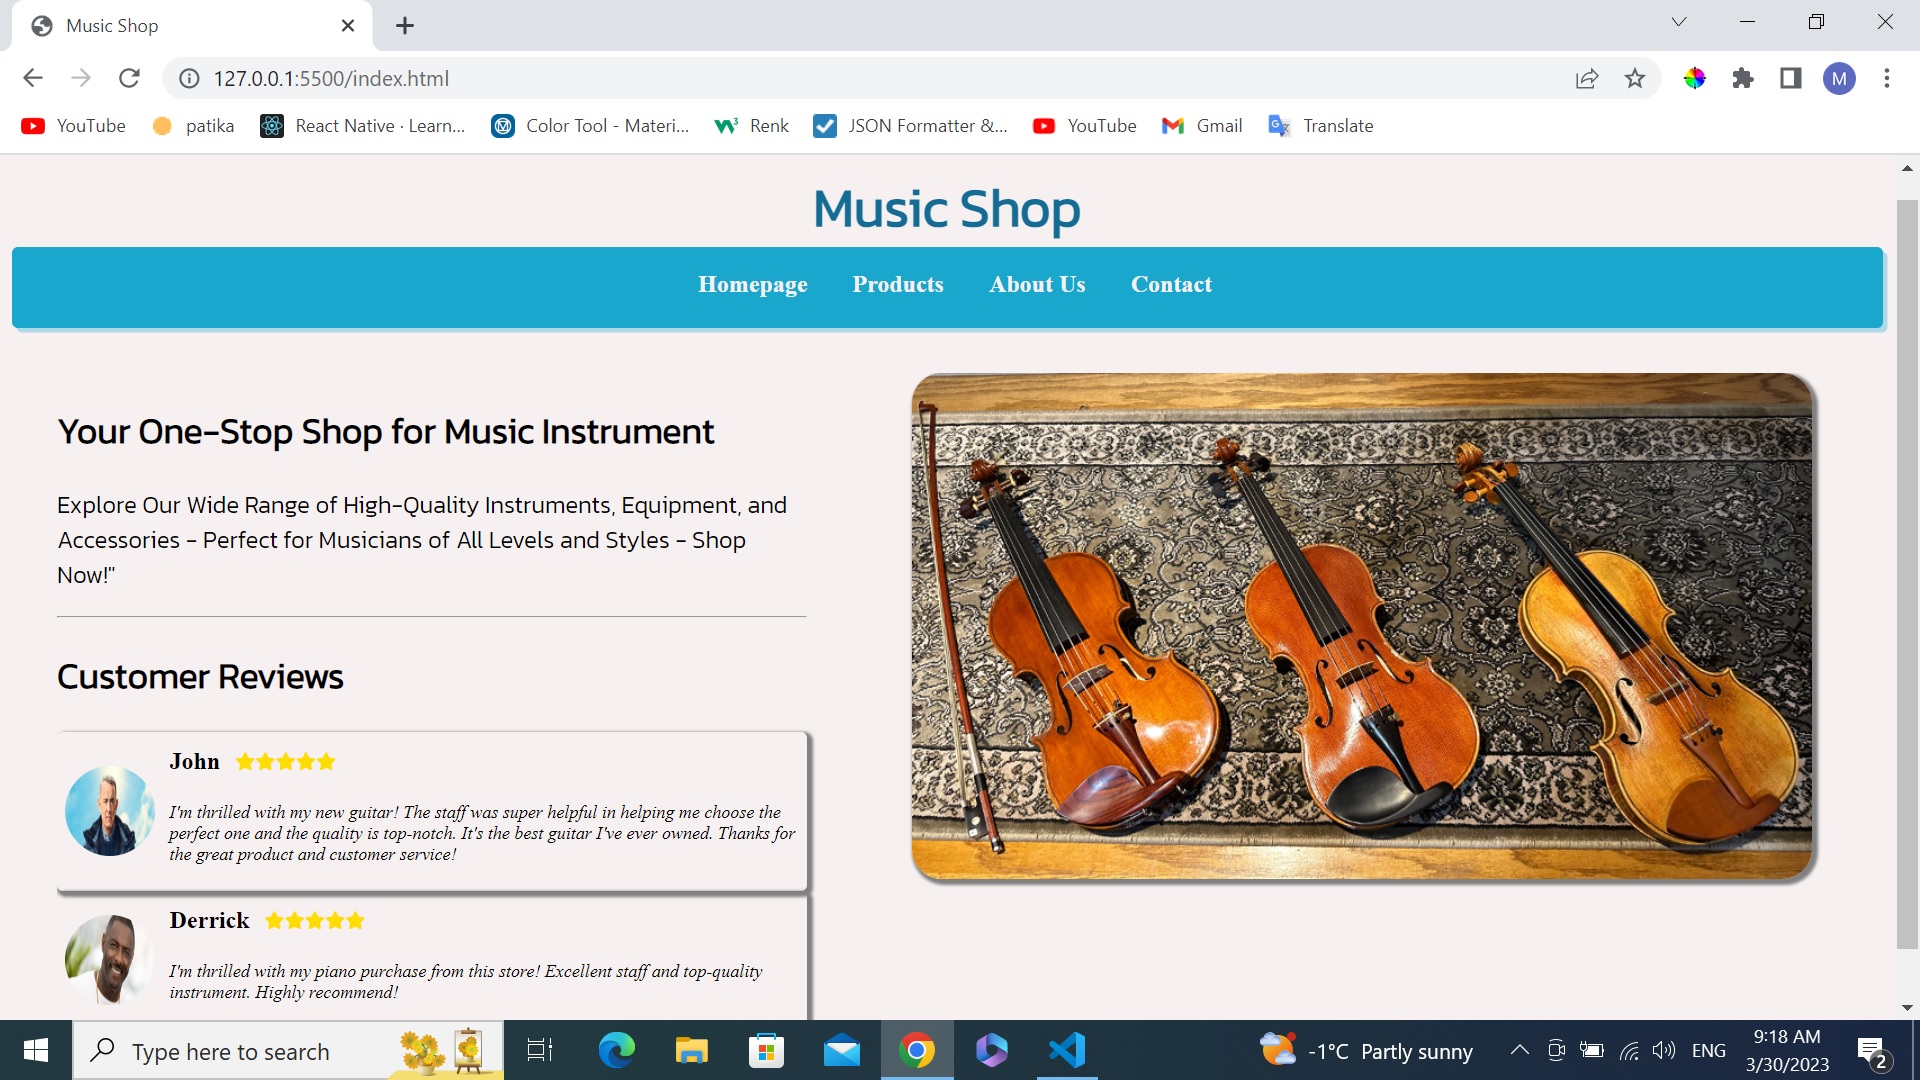 Music Shop
127.0.0.1:5500/index.html
M
YouTube patika React Native · Learn... Color Tool - Materi... Renk JSON Formatter &... YouTube Gmail Translate
Music Shop
Homepage Products About Us Contact
Your One-Stop Shop for Music Instrument
Explore Our Wide Range of High-Quality Instruments, Equipment, and
Accessories - Perfect for Musicians of All Levels and Styles - Shop
Now!"
Customer Reviews
John
I'm thrilled with my new guitar! The staff was super helpful in helping me choose the
perfect one and the quality is top-notch. It's the best guitar I've ever owned. Thanks for
the great product and customer service!
Derrick
I'm thrilled with my piano purchase from this store! Excellent staff and top-quality
instrument. Highly recommend!
Type here to search
-1°C Partly sunny
ENG
9:18 AM
3/30/2023
2